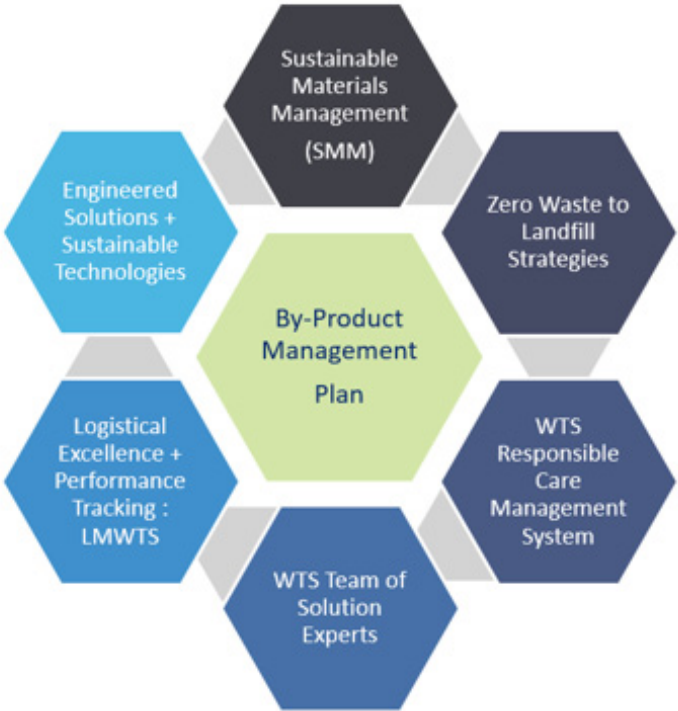 Sustainable
Materials
Management
(SMM)
Zero Waste to
Landfill
Strategies
WTS
Responsible
Care
Management
System
WTS Team of
Solution
Experts
Logistical
Excellence +
Performance
Tracking :
LMWTS
Engineered
Solutions +
Sustainable
Technologies
By-Product
Management
Plan